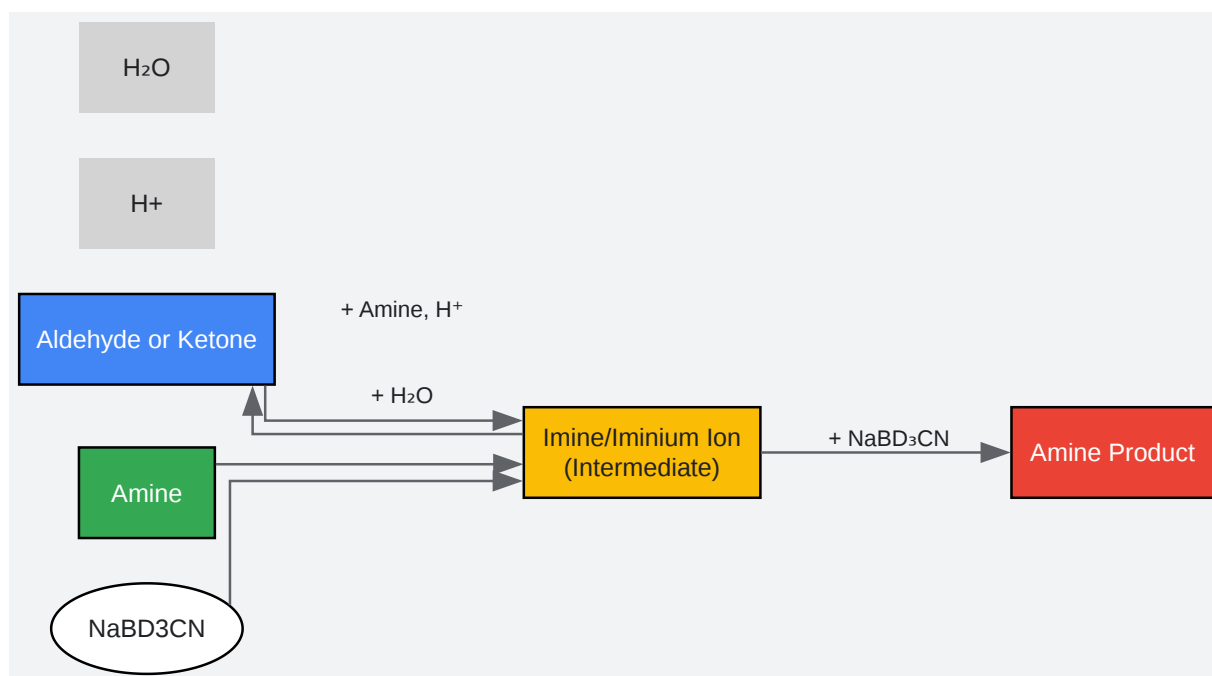 H₂O
H+
+ Amine, H⁺
Aldehyde or Ketone
+ H₂O
Imine/Iminium Ion
(Intermediate)
+ NaBD₃CN
Amine Product
Amine
NaBD3CN